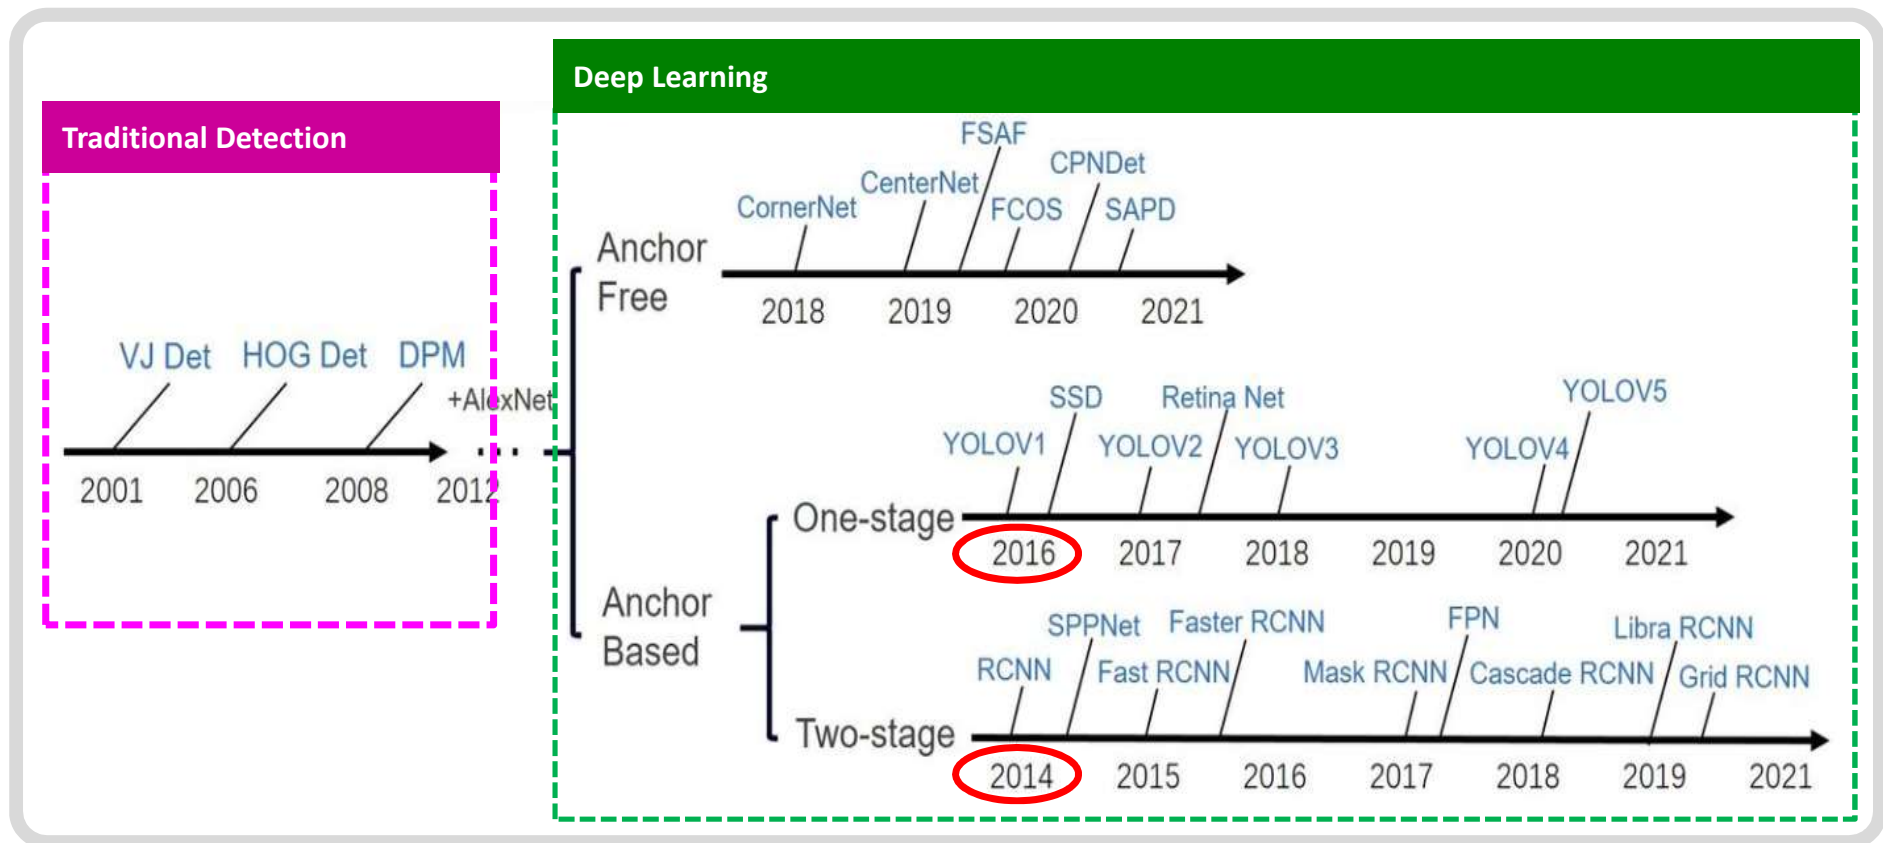 Deep Learning
Traditional Detection
VJ Det HOG Det DPM
+AlexNet
2001 2006 2008 2012
Anchor
Free
FSAF
CPNDet
CenterNet
CornerNet FCOS SAPD
2018 2019 2020 2021
Anchor
Based
One-stage
YOLOV5
SSD Retina Net
YOLOV1 YOLOV2 YOLOV3 YOLOV4
2016 2017 2018 2019 2020 2021
Two-stage
SPPNet Faster RCNN FPN Libra RCNN
RCNN Fast RCNN Mask RCNN Cascade RCNN Grid RCNN
2014 2015 2016 2017 2018 2019 2021